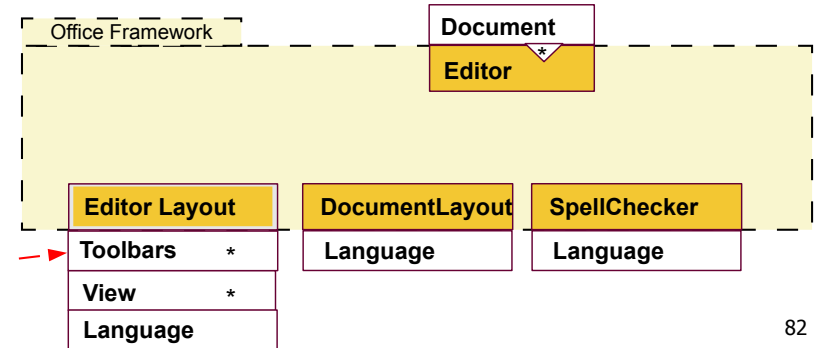 Office Framework
Document
*
Editor
Editor Layout
DocumentLayout
SpellChecker
Toolbars *
Language
Language
View *
Language
82